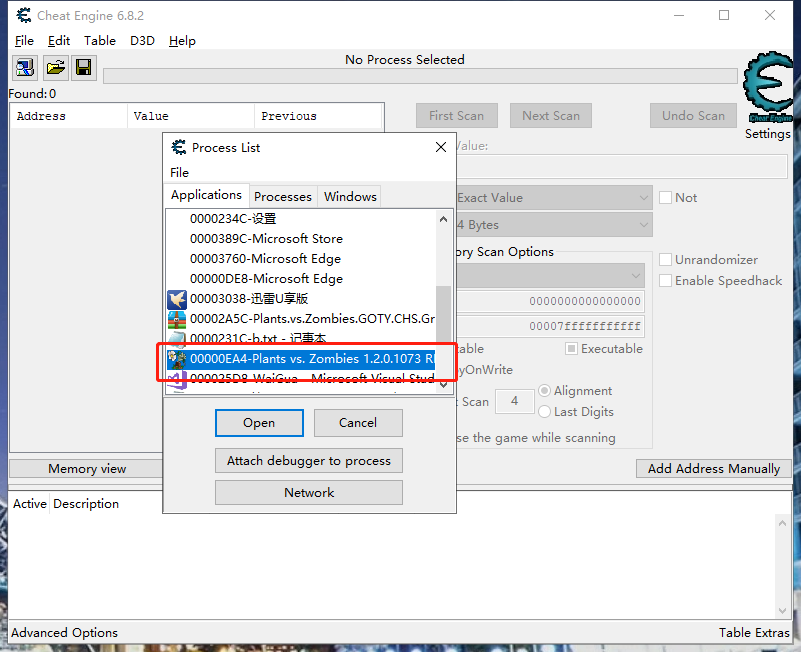 Cheat Engine 6.8.2
File Edit Table D3D Help
No Process Selected
Found: 0
Address Value Previous
First Scan Next Scan Undo Scan
Cheat Engine
Settings
Value:
Process List
File
Applications Processes Windows
0000234C-设置
0000389C-Microsoft Store
00003760-Microsoft Edge
00000DE8-Microsoft Edge
00003038-迅雷U享版
00002A5C-Plants.vs.Zombies.GOTY.CHS.Gr
0000231C-b.txt - 记事本
00000EA4-Plants vs. Zombies 1.2.0.1073 R
000025D8-WaiGua - Microsoft Visual Stud
Open Cancel
Attach debugger to process
Network
Exact Value Not
4 Bytes
ory Scan Options
Unrandomizer
Enable Speedhack
0000000000000000
00007fffffffffff
table Executable
yOnWrite
Scan 4 Alignment
Last Digits
se the game while scanning
Memory view Add Address Manually
Active Description
Advanced Options Table Extras